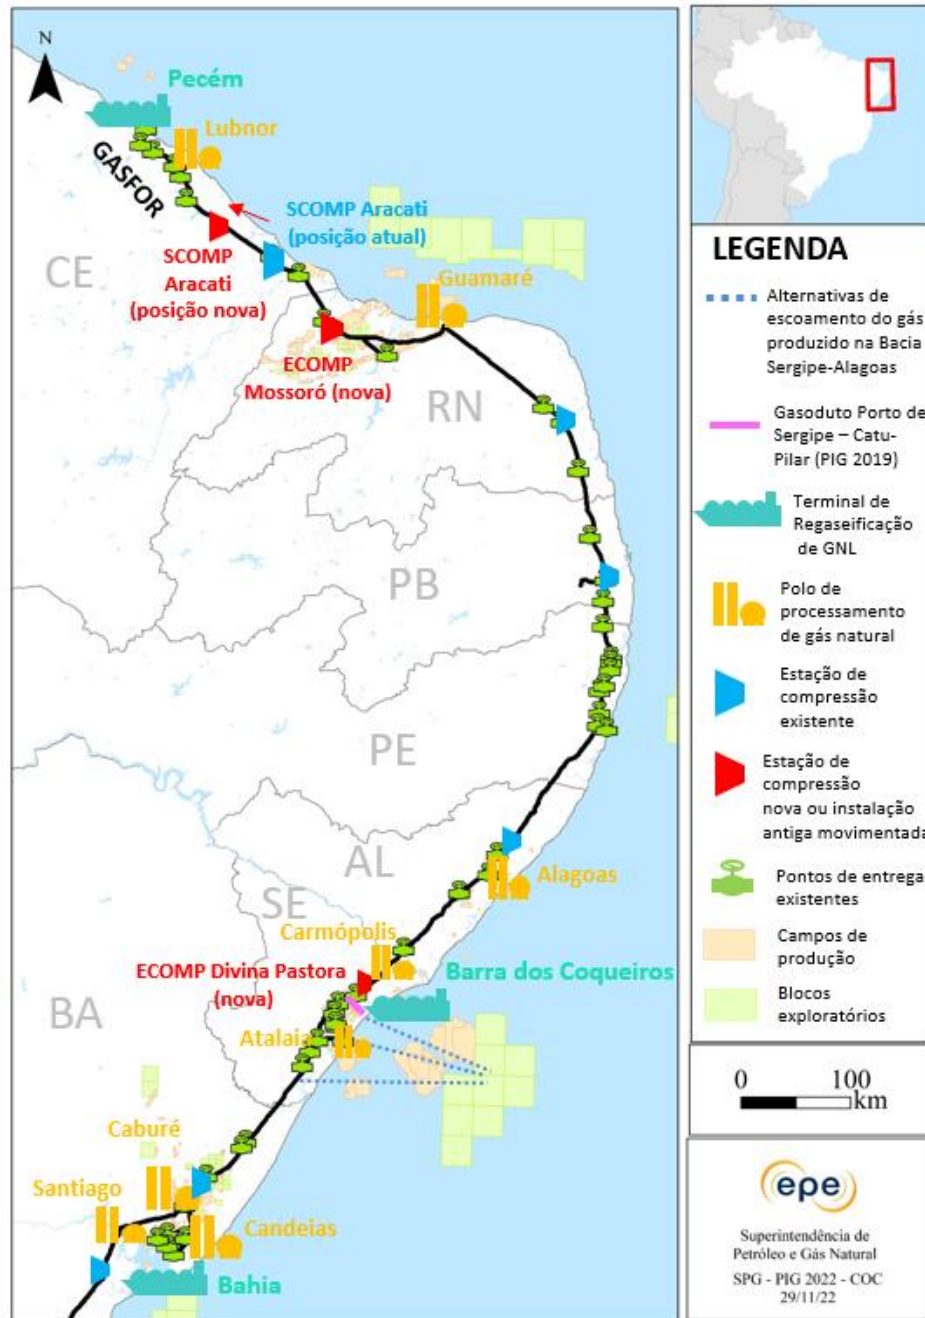 N
Pecém
Lubnor
GASFOR
SCOMP Aracati
(posição atual)
SCOMP
Aracati
(posição nova)
CE
Guamaré
ECOMP
Mossoró (nova)
RN
PB
PE
AL
Alagoas
SE
Carmópolis
ECOMP Divina Pastora
(nova)
Barra dos Coqueiros
BA
Atalaia
Caburé
Santiago
Candeias
Bahia
LEGENDA
Alternativas de
escoamento do gás
produzido na Bacia
Sergipe-Alagoas
Gasoduto Porto de
Sergipe – Catu-
Pilar (PIG 2019)
Terminal de
Regaseificação
de GNL
Polo de
processamento
de gás natural
Estação de
compressão
existente
Estação de
compressão
nova ou instalação
antiga movimentada
Pontos de entrega
existentes
Campos de
produção
Blocos
exploratórios
0 100
km
epe
Superintendência de
Petróleo e Gás Natural
SPG - PIG 2022 - COC
29/11/22